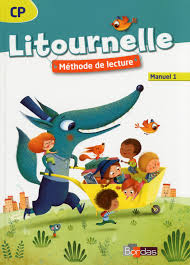 CP
Litournelle
Méthode de lecture
Manuel 1
Bordas